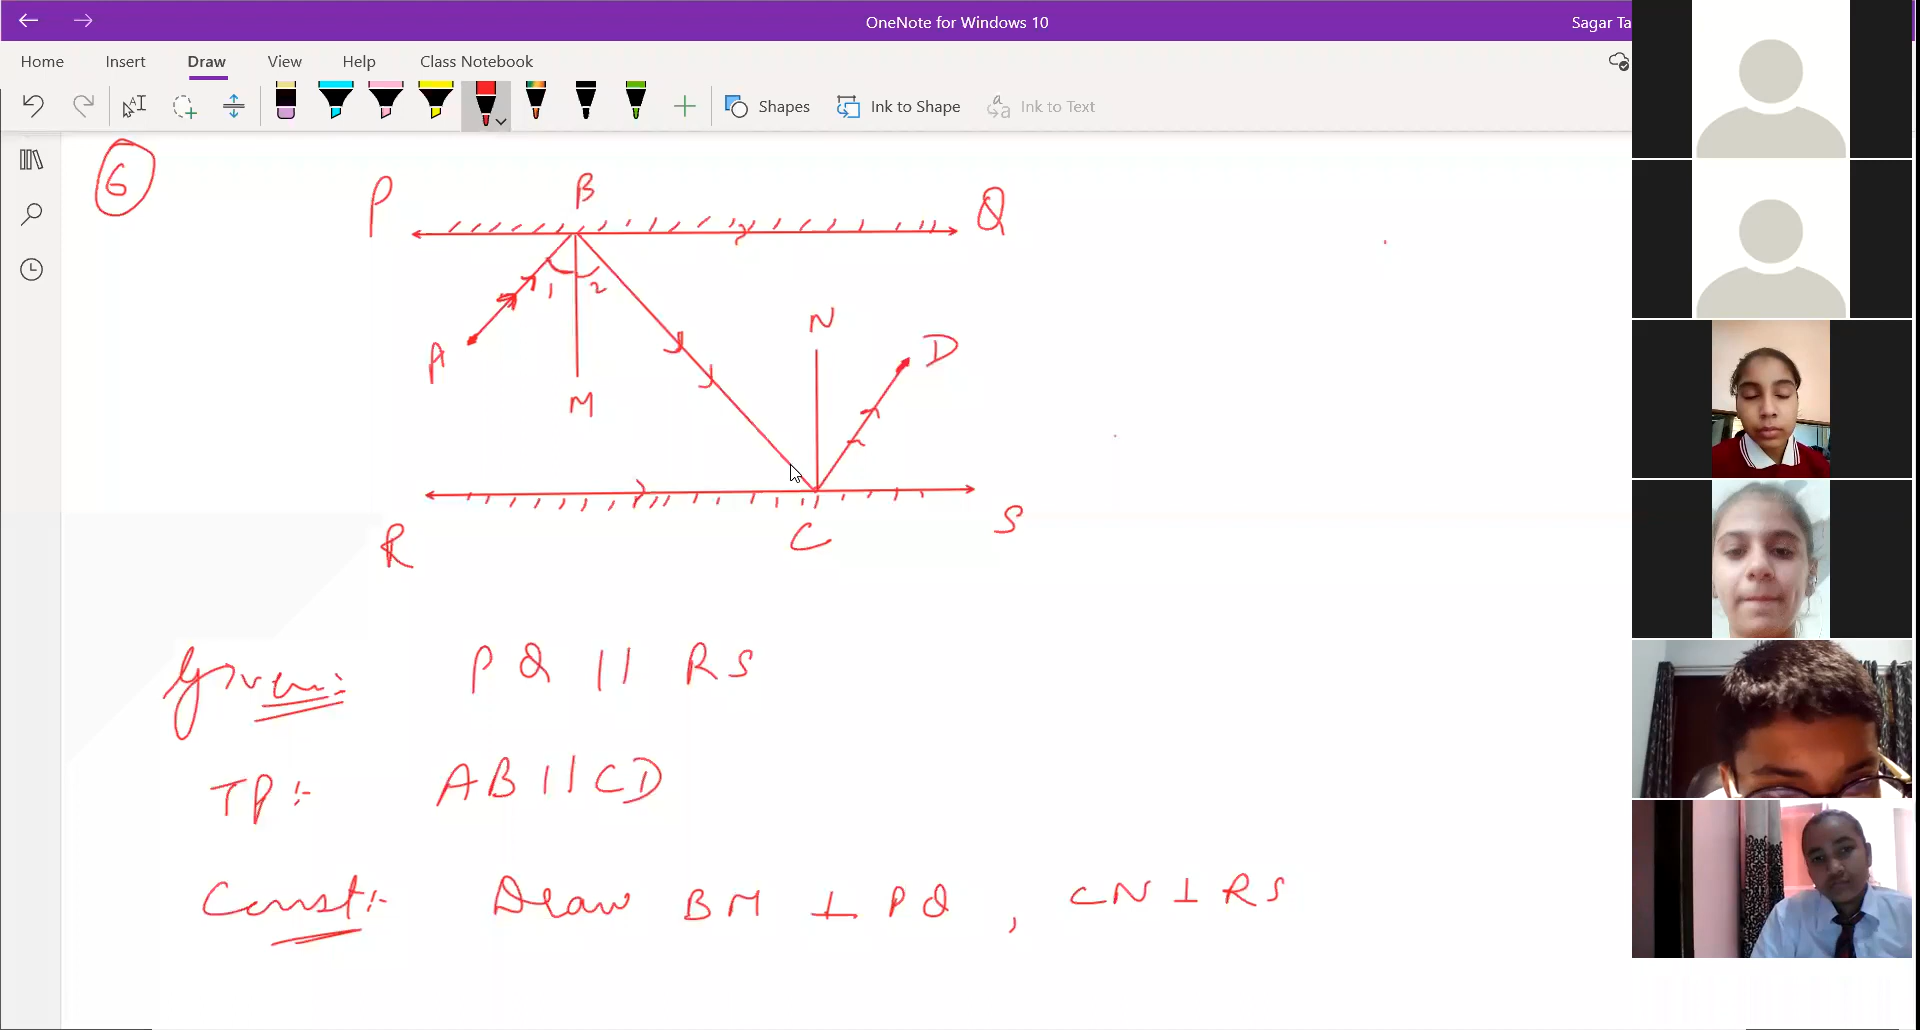 OneNote for Windows 10
Sagar Ta
Home Insert Draw View Help Class Notebook
Shapes Ink to Shape Ink to Text
6
P B Q
1 2
A M N D
R C S
Given:- PQ || RS
TP:- AB || CD
Const:- Draw BM ⊥ PQ , CN ⊥ RS